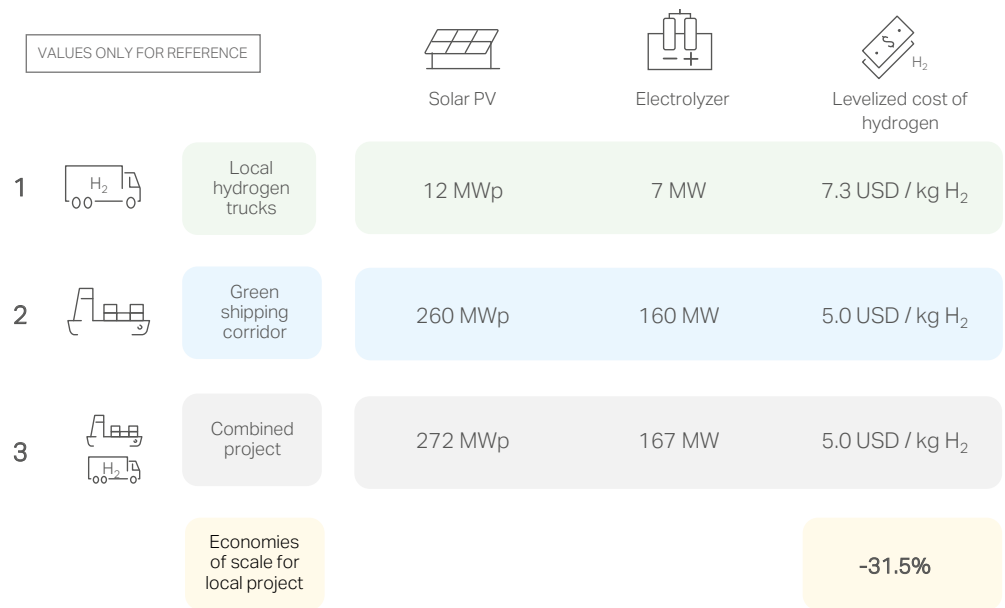 VALUES ONLY FOR REFERENCE
Solar PV
Electrolyzer
H₂
Levelized cost of
hydrogen
1
H₂
Local
hydrogen
trucks
12 MWp
7 MW
7.3 USD / kg H₂
2
Green
shipping
corridor
260 MWp
160 MW
5.0 USD / kg H₂
3
H₂
Combined
project
272 MWp
167 MW
5.0 USD / kg H₂
Economies
of scale for
local project
-31.5%